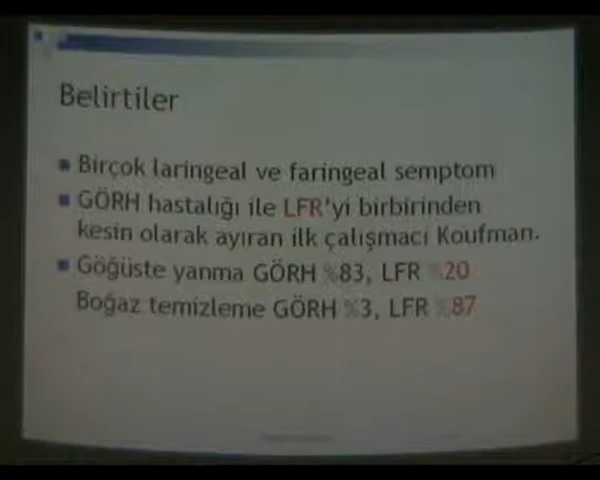 Belirtiler
Birçok laringeal ve faringeal semptom
GÖRH hastalığı ile LFR'yi birbirinden
kesin olarak ayıran ilk çalışmacı Koufman.
Göğüste yanma GÖRH %83, LFR %20
Boğaz temizleme GÖRH %3, LFR %87